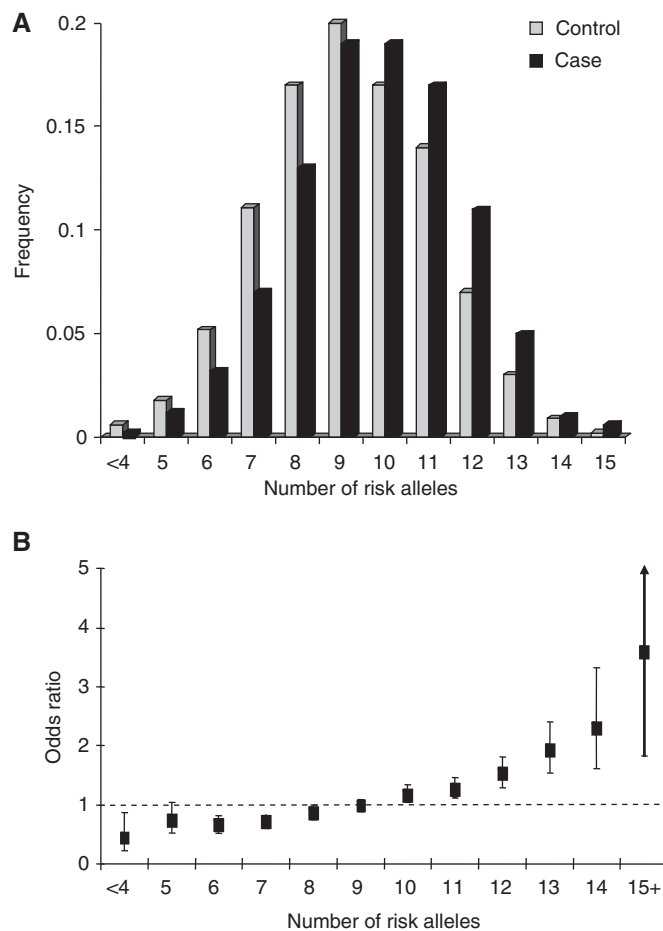 A
Control
Case
0.2
0.15
0.1
0.05
0
Frequency
<4 5 6 7 8 9 10 11 12 13 14 15
Number of risk alleles
B
5
4
3
2
1
0
Odds ratio
<4 5 6 7 8 9 10 11 12 13 14 15+
Number of risk alleles